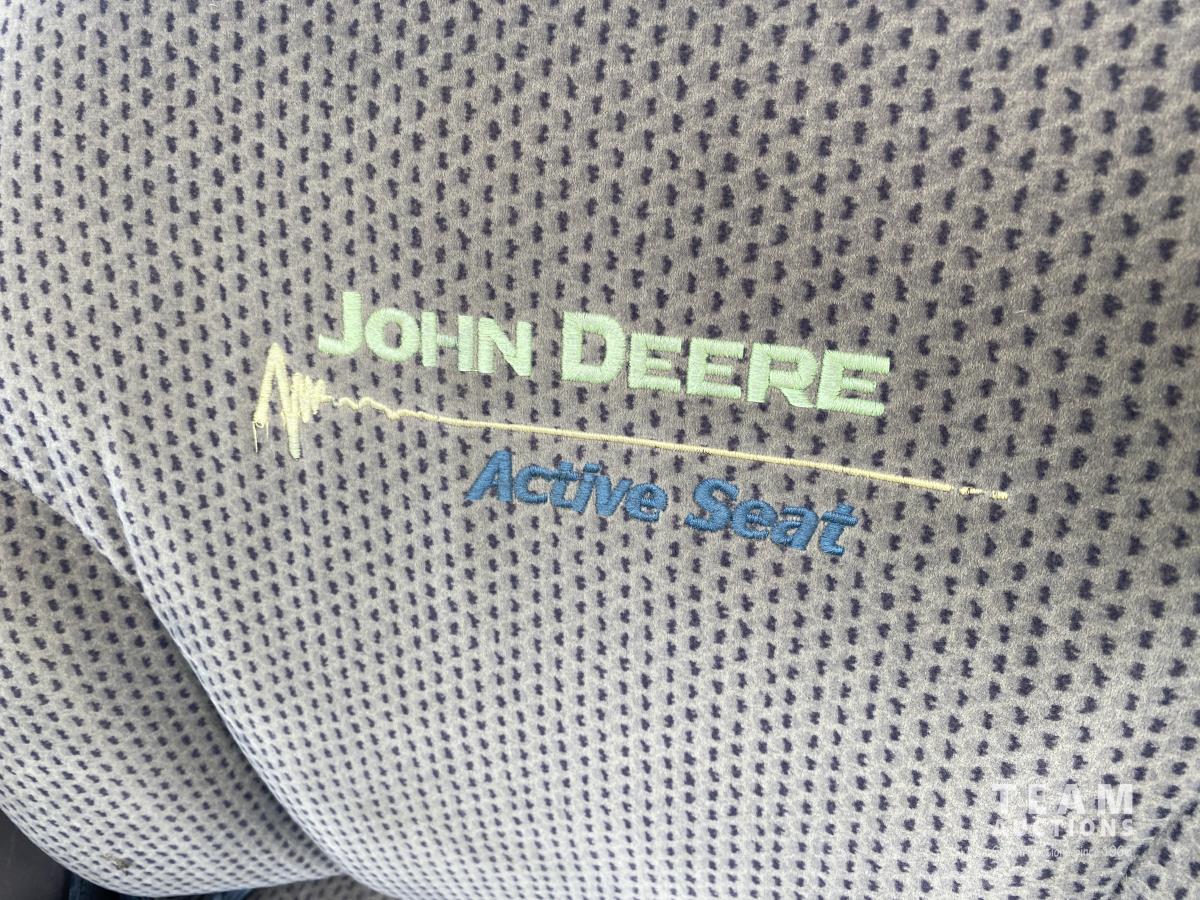 JOHN DEERE
Active Seat
TEAM
AUCTIONS